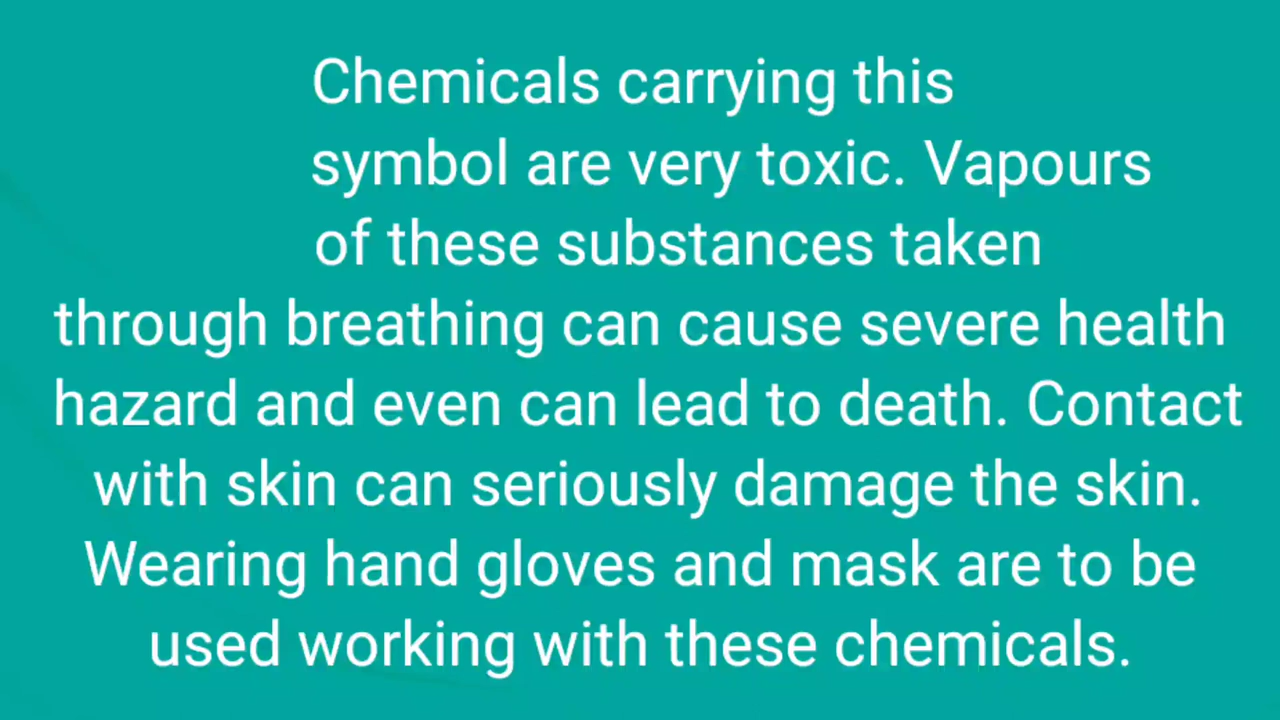 Chemicals carrying this
symbol are very toxic. Vapours
of these substances taken
through breathing can cause severe health
hazard and even can lead to death. Contact
with skin can seriously damage the skin.
Wearing hand gloves and mask are to be
used working with these chemicals.